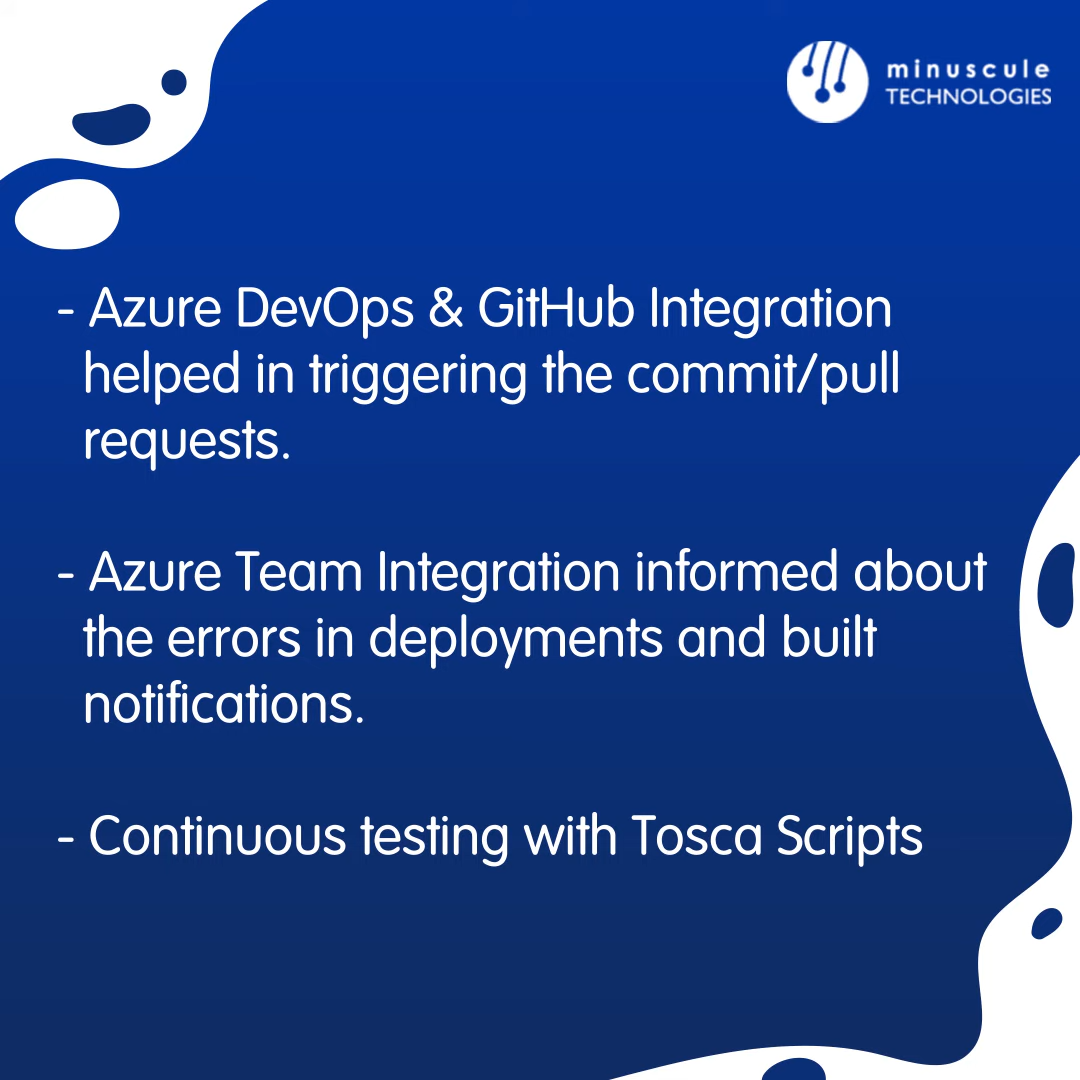 minuscule
TECHNOLOGIES
- Azure DevOps & GitHub Integration
helped in triggering the commit/pull
requests.
- Azure Team Integration informed about
the errors in deployments and built
notifications.
- Continuous testing with Tosca Scripts